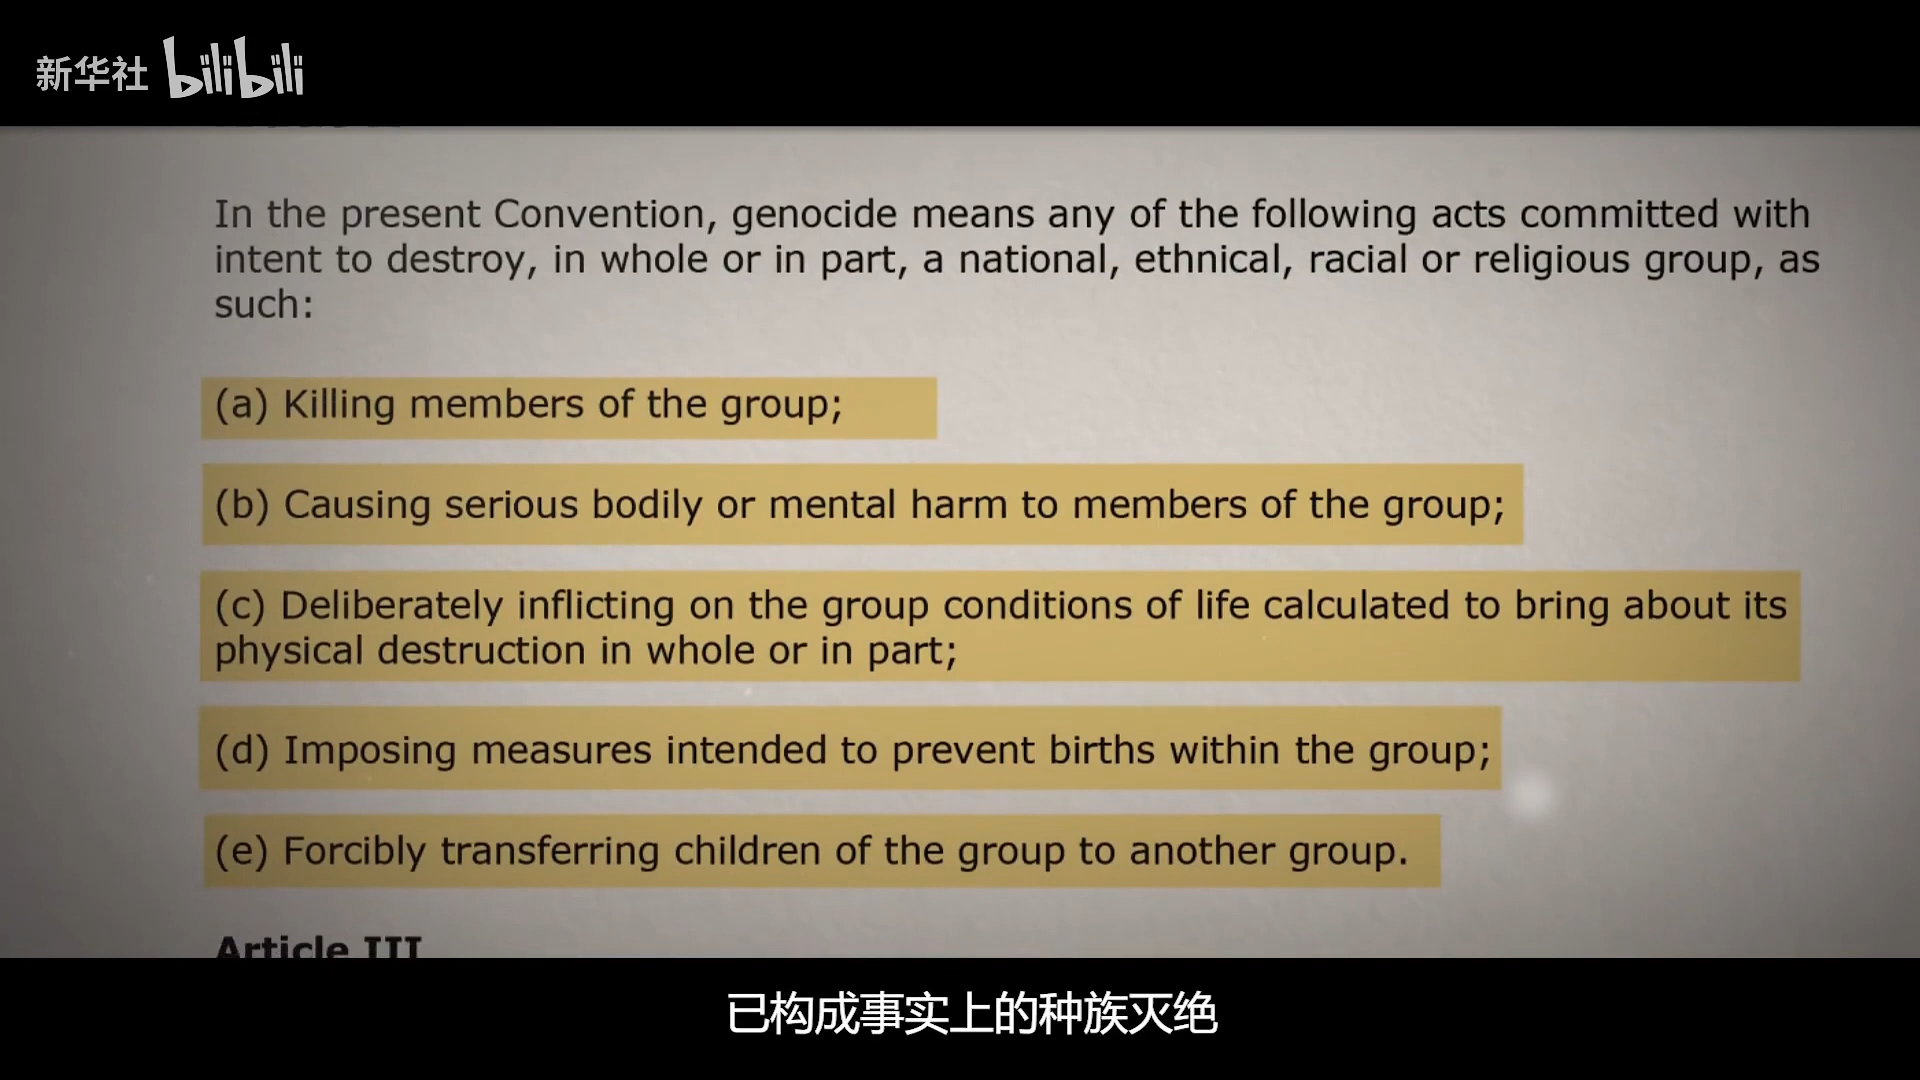 新华社 bilibili
In the present Convention, genocide means any of the following acts committed with
intent to destroy, in whole or in part, a national, ethnical, racial or religious group, as
such:
(a) Killing members of the group;
(b) Causing serious bodily or mental harm to members of the group;
(c) Deliberately inflicting on the group conditions of life calculated to bring about its
physical destruction in whole or in part;
(d) Imposing measures intended to prevent births within the group;
(e) Forcibly transferring children of the group to another group.
Article III
已构成事实上的种族灭绝